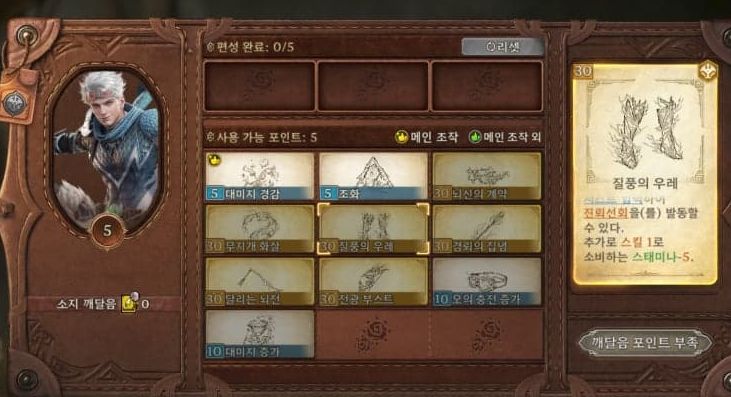 편성 완료: 0/5
리셋
사용 가능 포인트: 5
메인 조작
메인 조작 외
5 대미지 경감
5 조화
30 뇌신의 계약
30 무지개 화살
30 질풍의 우레
30 경뢰의 집념
30 달리는 뇌전
30 전광 부스트
10 오의 충전 증가
10 대미지 증가
5
소지 깨달음 0
30
질풍의 우레
진뢰선회을(를) 발동할
수 있다.
추가로 스킬 1로
소비하는 스태미나-5.
깨달음 포인트 부족